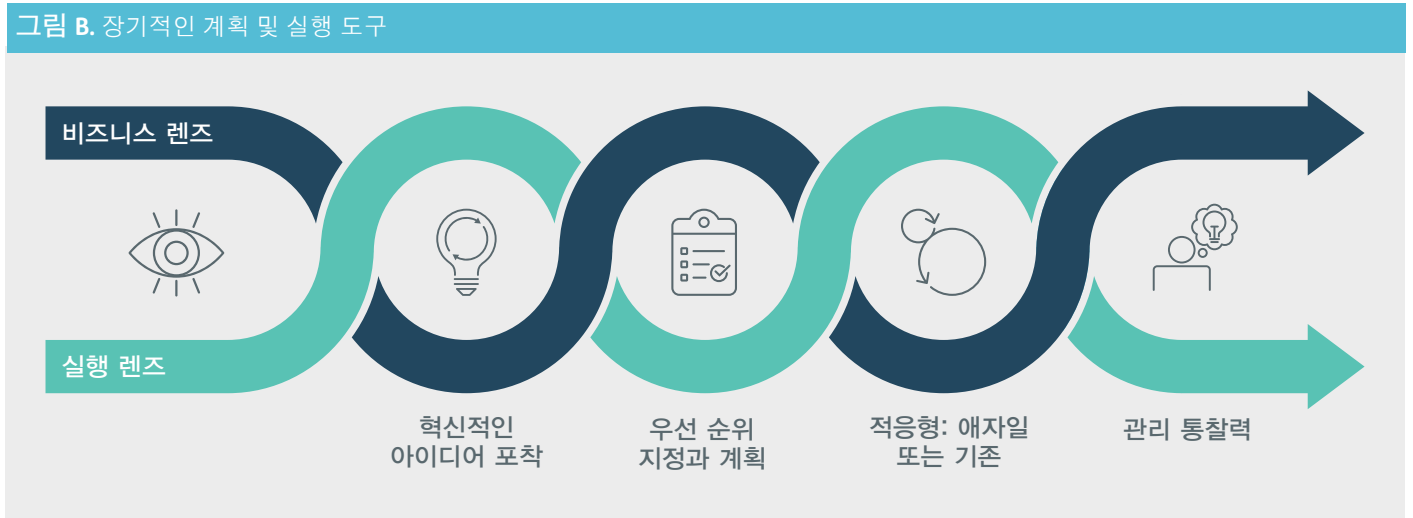 그림 B. 장기적인 계획 및 실행 도구
비즈니스 렌즈
실행 렌즈
혁신적인
아이디어 포착
우선 순위
지정과 계획
적응형: 애자일
또는 기존
관리 통찰력